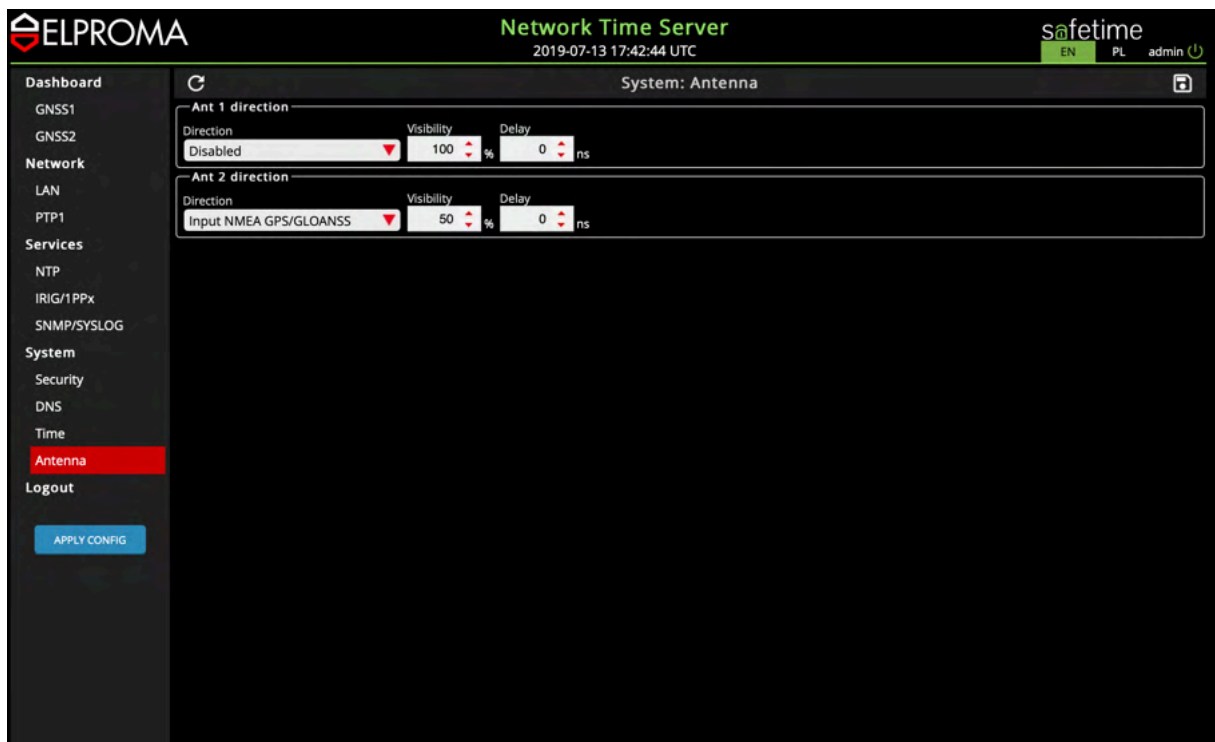 ELPROMA
Network Time Server
2019-07-13 17:42:44 UTC
safetime
EN PL admin
Dashboard
GNSS1
GNSS2
Network
LAN
PTP1
Services
NTP
IRIG/1PPx
SNMP/SYSLOG
System
Security
DNS
Time
Antenna
Logout
APPLY CONFIG
System: Antenna
Ant 1 direction
Direction Visibility Delay
Disabled 100 % 0 ns
Ant 2 direction
Direction Visibility Delay
Input NMEA GPS/GLOANSS 50 % 0 ns